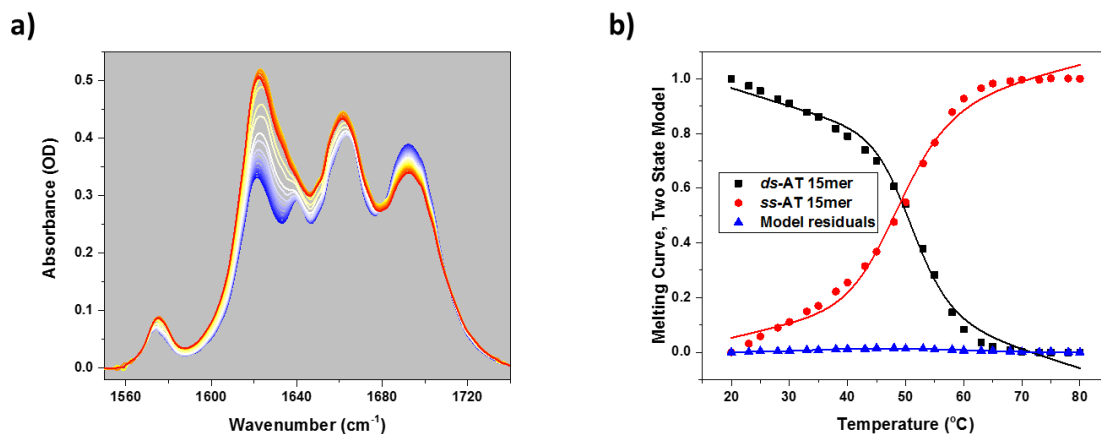 a)
Absorbance (OD)
0.5
0.4
0.3
0.2
0.1
0.0
1560 1600 1640 1680 1720
Wavenumber (cm⁻¹)
b)
Melting Curve, Two State Model
1.0
0.8
0.6
0.4
0.2
0.0
ds-AT 15mer
ss-AT 15mer
Model residuals
20 30 40 50 60 70 80
Temperature (°C)